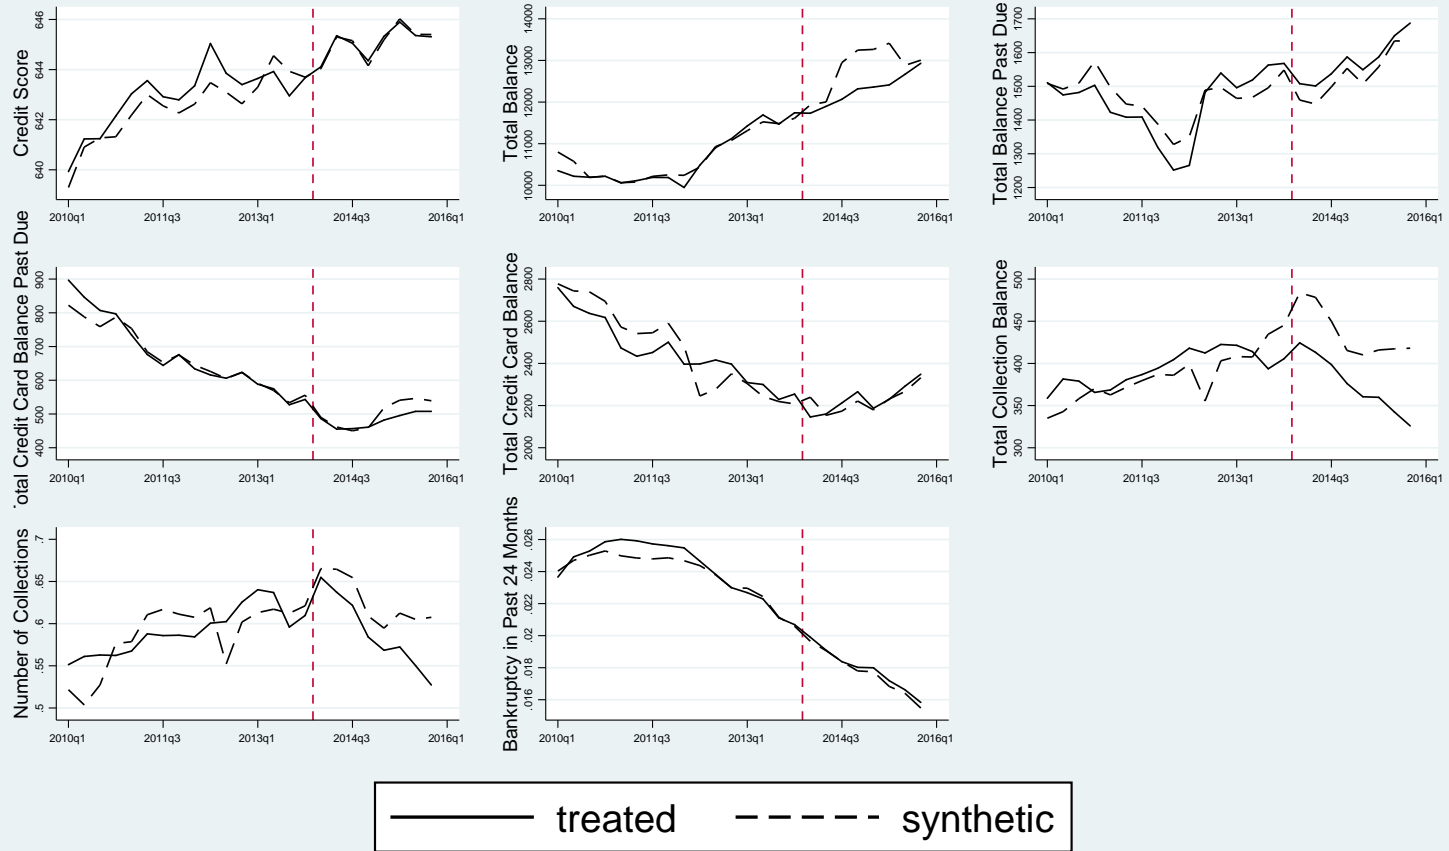 Credit Score
640 642 644 646
2010q1 2011q3 2013q1 2014q3 2016q1
Total Balance
10000 11000 12000 13000 14000
2010q1 2011q3 2013q1 2014q3 2016q1
Total Balance Past Due
1200 1300 1400 1500 1600 1700
2010q1 2011q3 2013q1 2014q3 2016q1
otal Credit Card Balance Past Due
400 500 600 700 800 900
2010q1 2011q3 2013q1 2014q3 2016q1
Total Credit Card Balance
2000 2200 2400 2600 2800
2010q1 2011q3 2013q1 2014q3 2016q1
Total Collection Balance
300 350 400 450 500
2010q1 2011q3 2013q1 2014q3 2016q1
Number of Collections
.5 .55 .6 .65 .7
2010q1 2011q3 2013q1 2014q3 2016q1
Bankruptcy in Past 24 Months
.016 .018 .02 .022 .024 .026
2010q1 2011q3 2013q1 2014q3 2016q1
treated synthetic